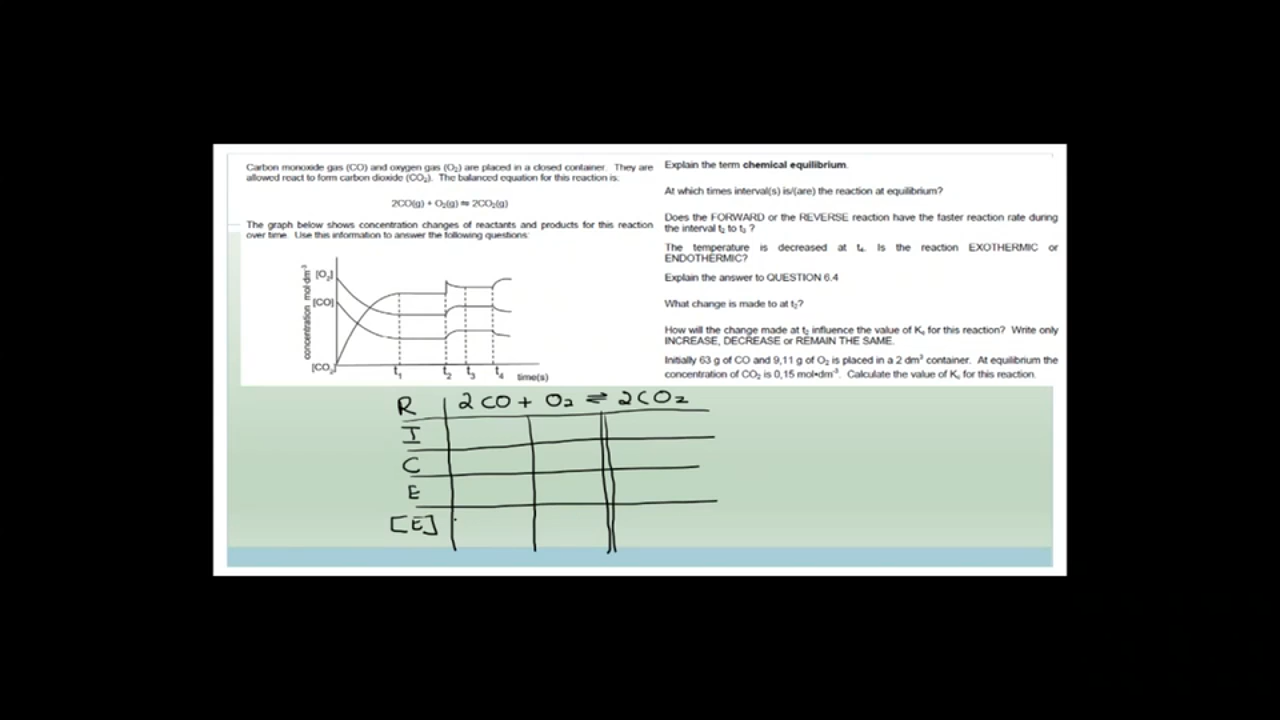 Carbon monoxide gas (CO) and oxygen gas (O₂) are placed in a closed container. They are
allowed react to form carbon dioxide (CO₂). The balanced equation for this reaction is:
2CO(g) + O₂(g) ⇌ 2CO₂(g)
The graph below shows concentration changes of reactants and products for this reaction
over time. Use this information to answer the following questions:
concentration mol·dm⁻³
[O₂]
[CO]
[CO₂]
t₁ t₂ t₃ t₄ time(s)
Explain the term chemical equilibrium.
At which times interval(s) is/(are) the reaction at equilibrium?
Does the FORWARD or the REVERSE reaction have the faster reaction rate during
the interval t₂ to t₃ ?
The temperature is decreased at t₄. Is the reaction EXOTHERMIC or
ENDOTHERMIC?
Explain the answer to QUESTION 6.4
What change is made to at t₂?
How will the change made at t₂ influence the value of K꜀ for this reaction? Write only
INCREASE, DECREASE or REMAIN THE SAME.
Initially 63 g of CO and 9,11 g of O₂ is placed in a 2 dm³ container. At equilibrium the
concentration of CO₂ is 0,15 mol•dm⁻³. Calculate the value of K꜀ for this reaction.
R 2CO + O₂ ⇌ 2CO₂
I
C
E
[E]